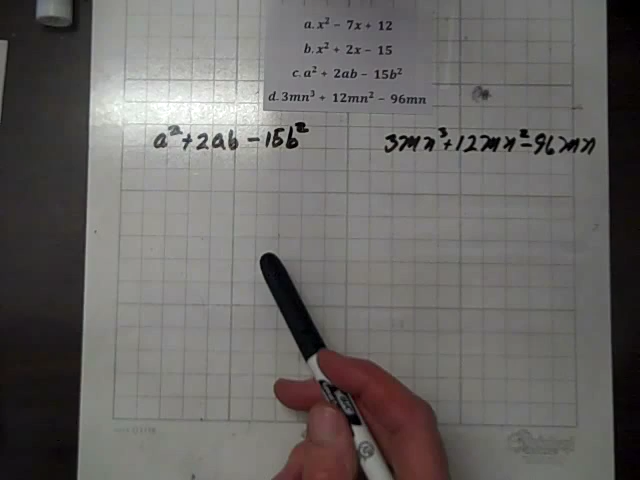 a. x² − 7x + 12
b. x² + 2x − 15
c. a² + 2ab − 15b²
d. 3mn³ + 12mn² − 96mn
a² + 2ab − 15b²
3mn³ + 12mn² − 96mn